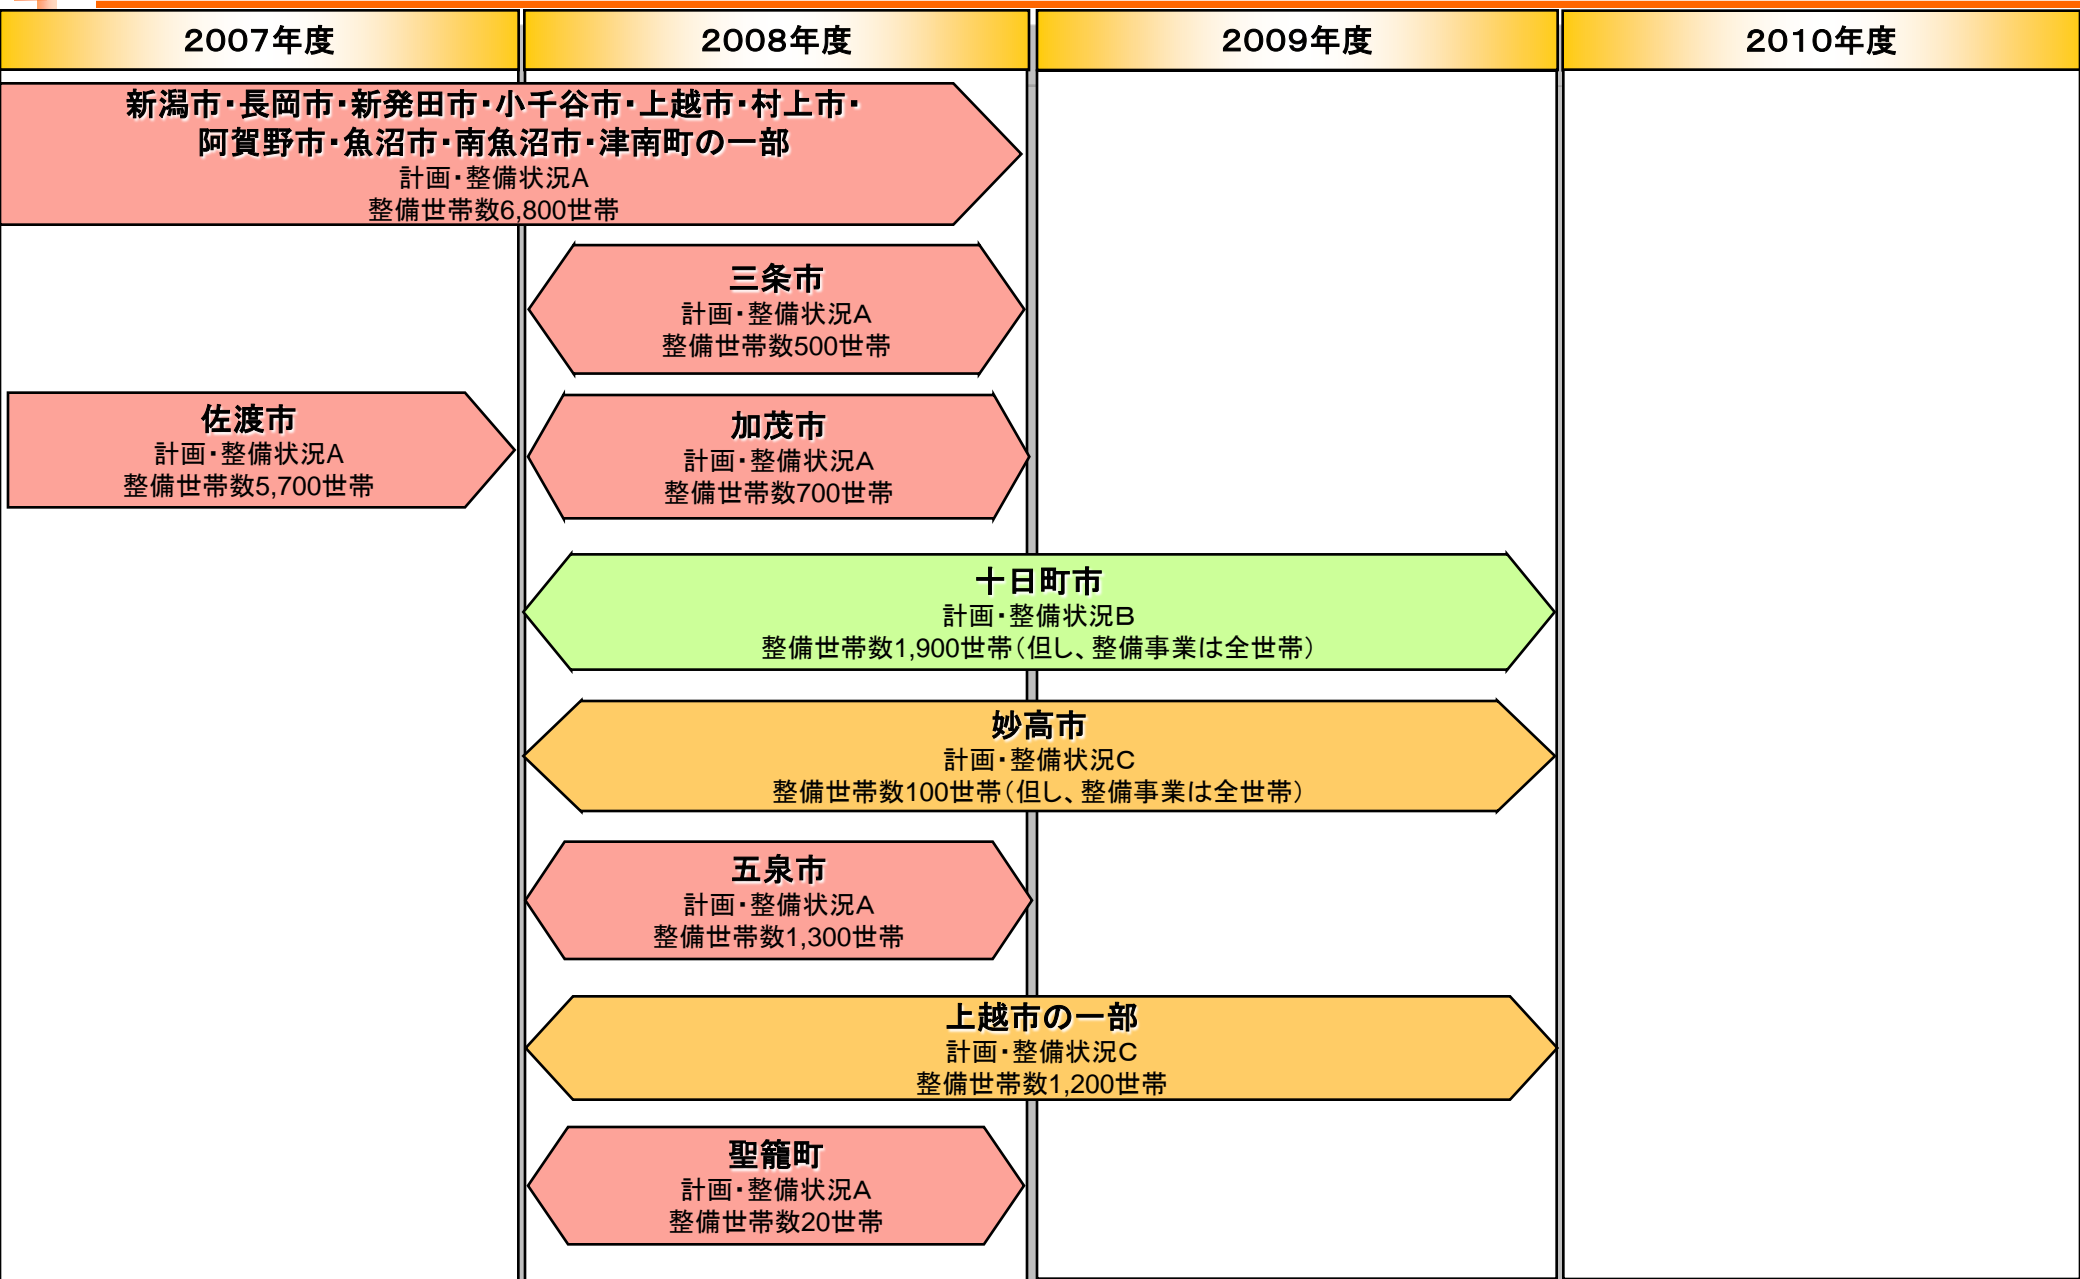 2007年度
2008年度
2009年度
2010年度
新潟市・長岡市・新発田市・小千谷市・上越市・村上市・
阿賀野市・魚沼市・南魚沼市・津南町の一部
計画・整備状況A
整備世帯数6,800世帯
三条市
計画・整備状況A
整備世帯数500世帯
佐渡市
計画・整備状況A
整備世帯数5,700世帯
加茂市
計画・整備状況A
整備世帯数700世帯
十日町市
計画・整備状況B
整備世帯数1,900世帯（但し、整備事業は全世帯）
妙高市
計画・整備状況C
整備世帯数100世帯（但し、整備事業は全世帯）
五泉市
計画・整備状況A
整備世帯数1,300世帯
上越市の一部
計画・整備状況C
整備世帯数1,200世帯
聖籠町
計画・整備状況A
整備世帯数20世帯